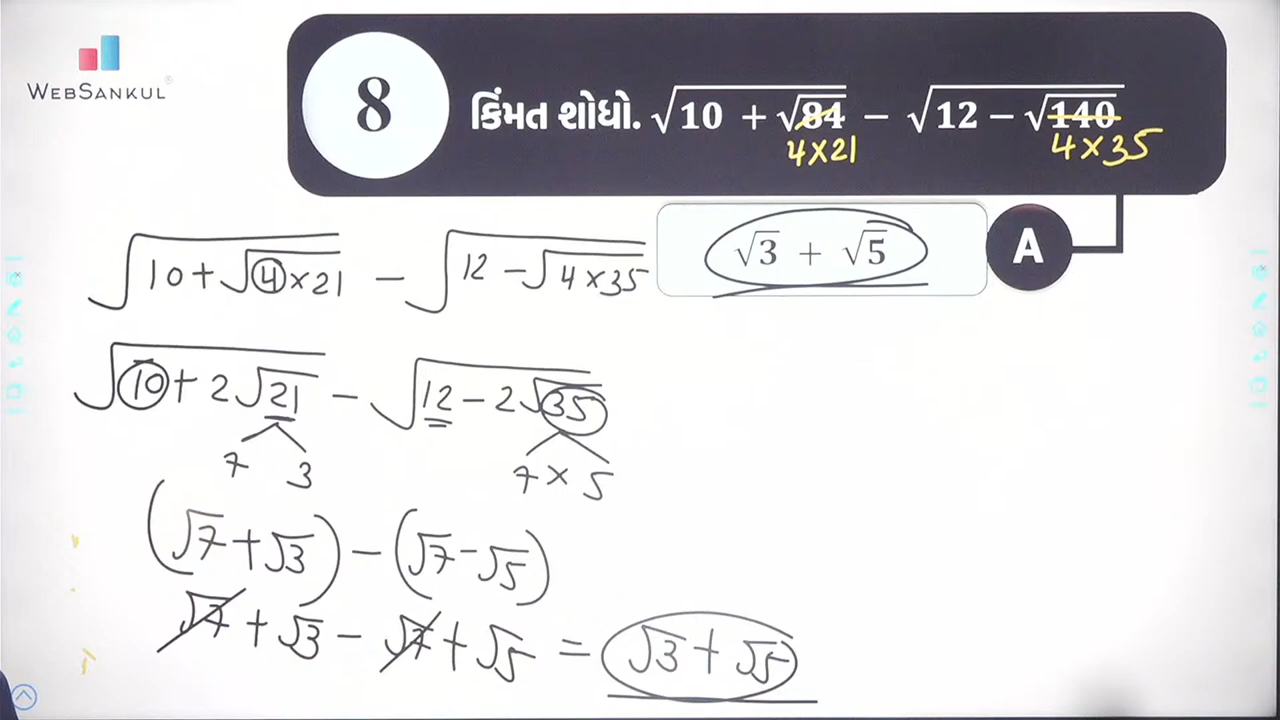 WEBSANKUL®
8
કિંમત શોધો. √(10 + √84) − √(12 − √140)
4×21
4×35
√(10 + √(4×21)) − √(12 − √(4×35))
√3 + √5
A
√(10 + 2√21) − √(12 − 2√35)
7 3
7 × 5
(√7 + √3) − (√7 − √5)
√7 + √3 − √7 + √5 = √3 + √5